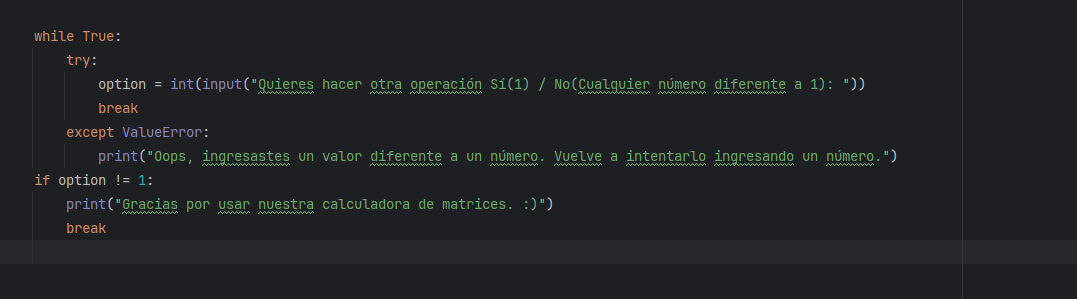 while True:
    try:
        option = int(input("Quieres hacer otra operación Sí(1) / No(Cualquier número diferente a 1): "))
        break
    except ValueError:
        print("Oops, ingresastes un valor diferente a un número. Vuelve a intentarlo ingresando un número.")
if option != 1:
    print("Gracias por usar nuestra calculadora de matrices. :)")
    break